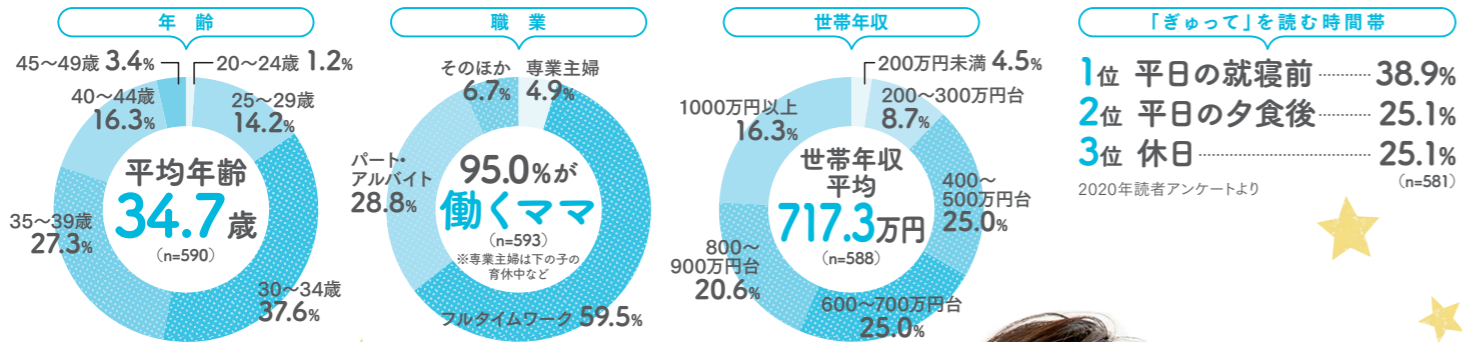 年齢
45〜49歳 3.4%
20〜24歳 1.2%
40〜44歳
16.3%
25〜29歳
14.2%
平均年齢
34.7歳
(n=590)
35〜39歳
27.3%
30〜34歳
37.6%
職業
そのほか
6.7%
専業主婦
4.9%
パート・
アルバイト
28.8%
95.0%が
働くママ
(n=593)
※専業主婦は下の子の
育休中など
フルタイムワーク 59.5%
世帯年収
200万円未満 4.5%
1000万円以上
16.3%
200〜300万円台
8.7%
世帯年収
平均
717.3万円
(n=588)
400〜
500万円台
25.0%
800〜
900万円台
20.6%
600〜700万円台
25.0%
「ぎゅって」を読む時間帯
1位 平日の就寝前 ……… 38.9%
2位 平日の夕食後 ……… 25.1%
3位 休日 ……………………… 25.1%
(n=581)
2020年読者アンケートより